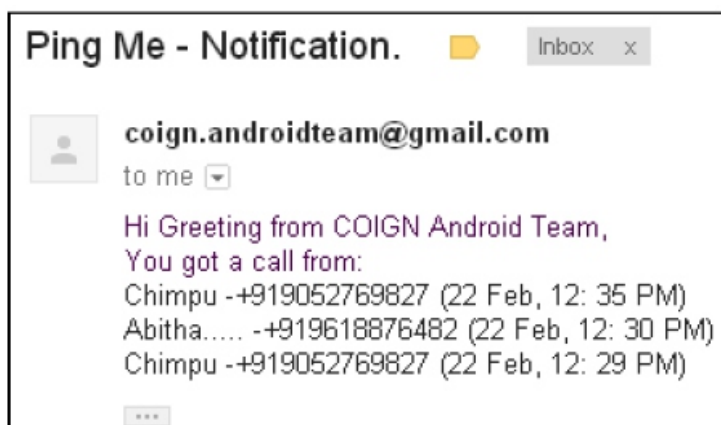 Ping Me - Notification.
Inbox x
coign.androidteam@gmail.com
to me
Hi Greeting from COIGN Android Team,
You got a call from:
Chimpu -+919052769827 (22 Feb, 12: 35 PM)
Abitha..... -+919618876482 (22 Feb, 12: 30 PM)
Chimpu -+919052769827 (22 Feb, 12: 29 PM)
...